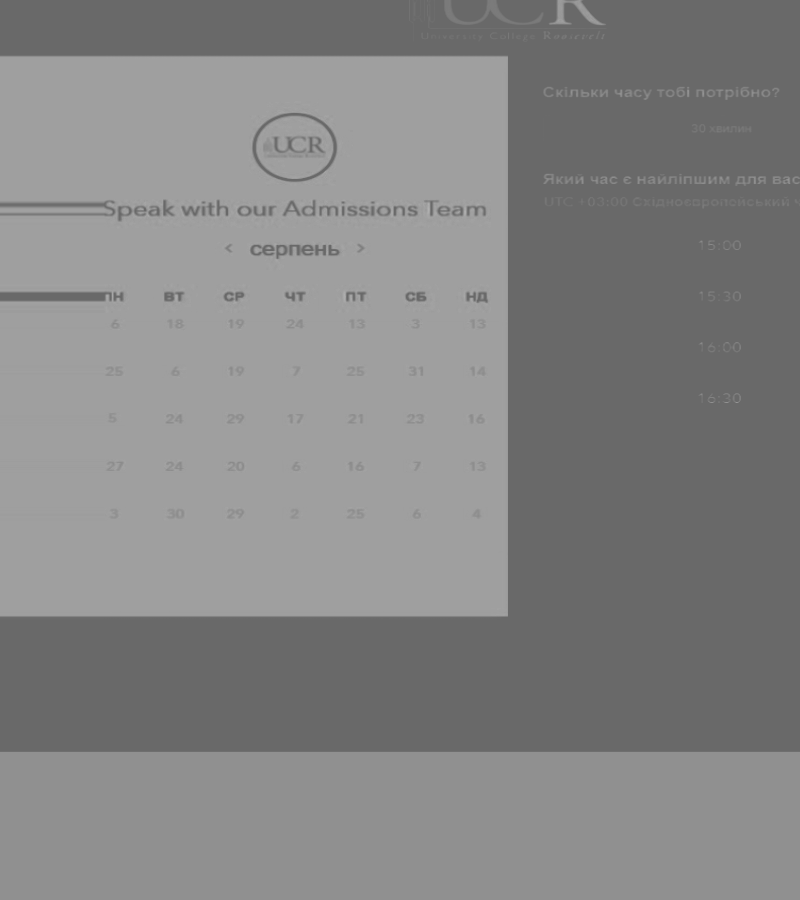 UCR
University College Roosevelt
UCR
Speak with our Admissions Team
< серпень >
ПН ВТ СР ЧТ ПТ СБ НД
6 18 19 24 13 3 13
25 6 19 7 25 31 14
5 24 29 17 21 23 16
27 24 20 6 16 7 13
3 30 29 2 25 6 4
Скільки часу тобі потрібно?
30 хвилин
Який час є найліпшим для вас
UTC +03:00 Східноєвропейський ч
15:00
15:30
16:00
16:30